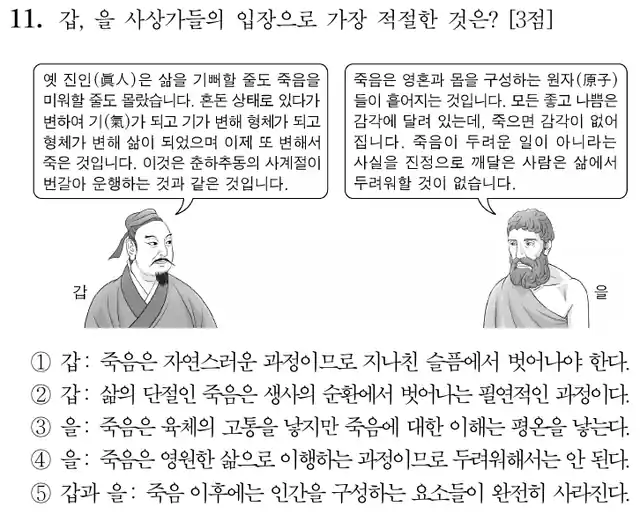 11. 갑, 을 사상가들의 입장으로 가장 적절한 것은? [3점]
옛 진인(眞人)은 삶을 기뻐할 줄도 죽음을
미워할 줄도 몰랐습니다. 혼돈 상태로 있다가
변하여 기(氣)가 되고 기가 변해 형체가 되고
형체가 변해 삶이 되었으며 이제 또 변해서
죽은 것입니다. 이것은 춘하추동의 사계절이
번갈아 운행하는 것과 같은 것입니다.
죽음은 영혼과 몸을 구성하는 원자(原子)
들이 흩어지는 것입니다. 모든 좋고 나쁨은
감각에 달려 있는데, 죽으면 감각이 없어
집니다. 죽음이 두려운 일이 아니라는
사실을 진정으로 깨달은 사람은 삶에서
두려워할 것이 없습니다.
갑
을
① 갑: 죽음은 자연스러운 과정이므로 지나친 슬픔에서 벗어나야 한다.
② 갑: 삶의 단절인 죽음은 생사의 순환에서 벗어나는 필연적인 과정이다.
③ 을: 죽음은 육체의 고통을 낳지만 죽음에 대한 이해는 평온을 낳는다.
④ 을: 죽음은 영원한 삶으로 이행하는 과정이므로 두려워해서는 안 된다.
⑤ 갑과 을: 죽음 이후에는 인간을 구성하는 요소들이 완전히 사라진다.